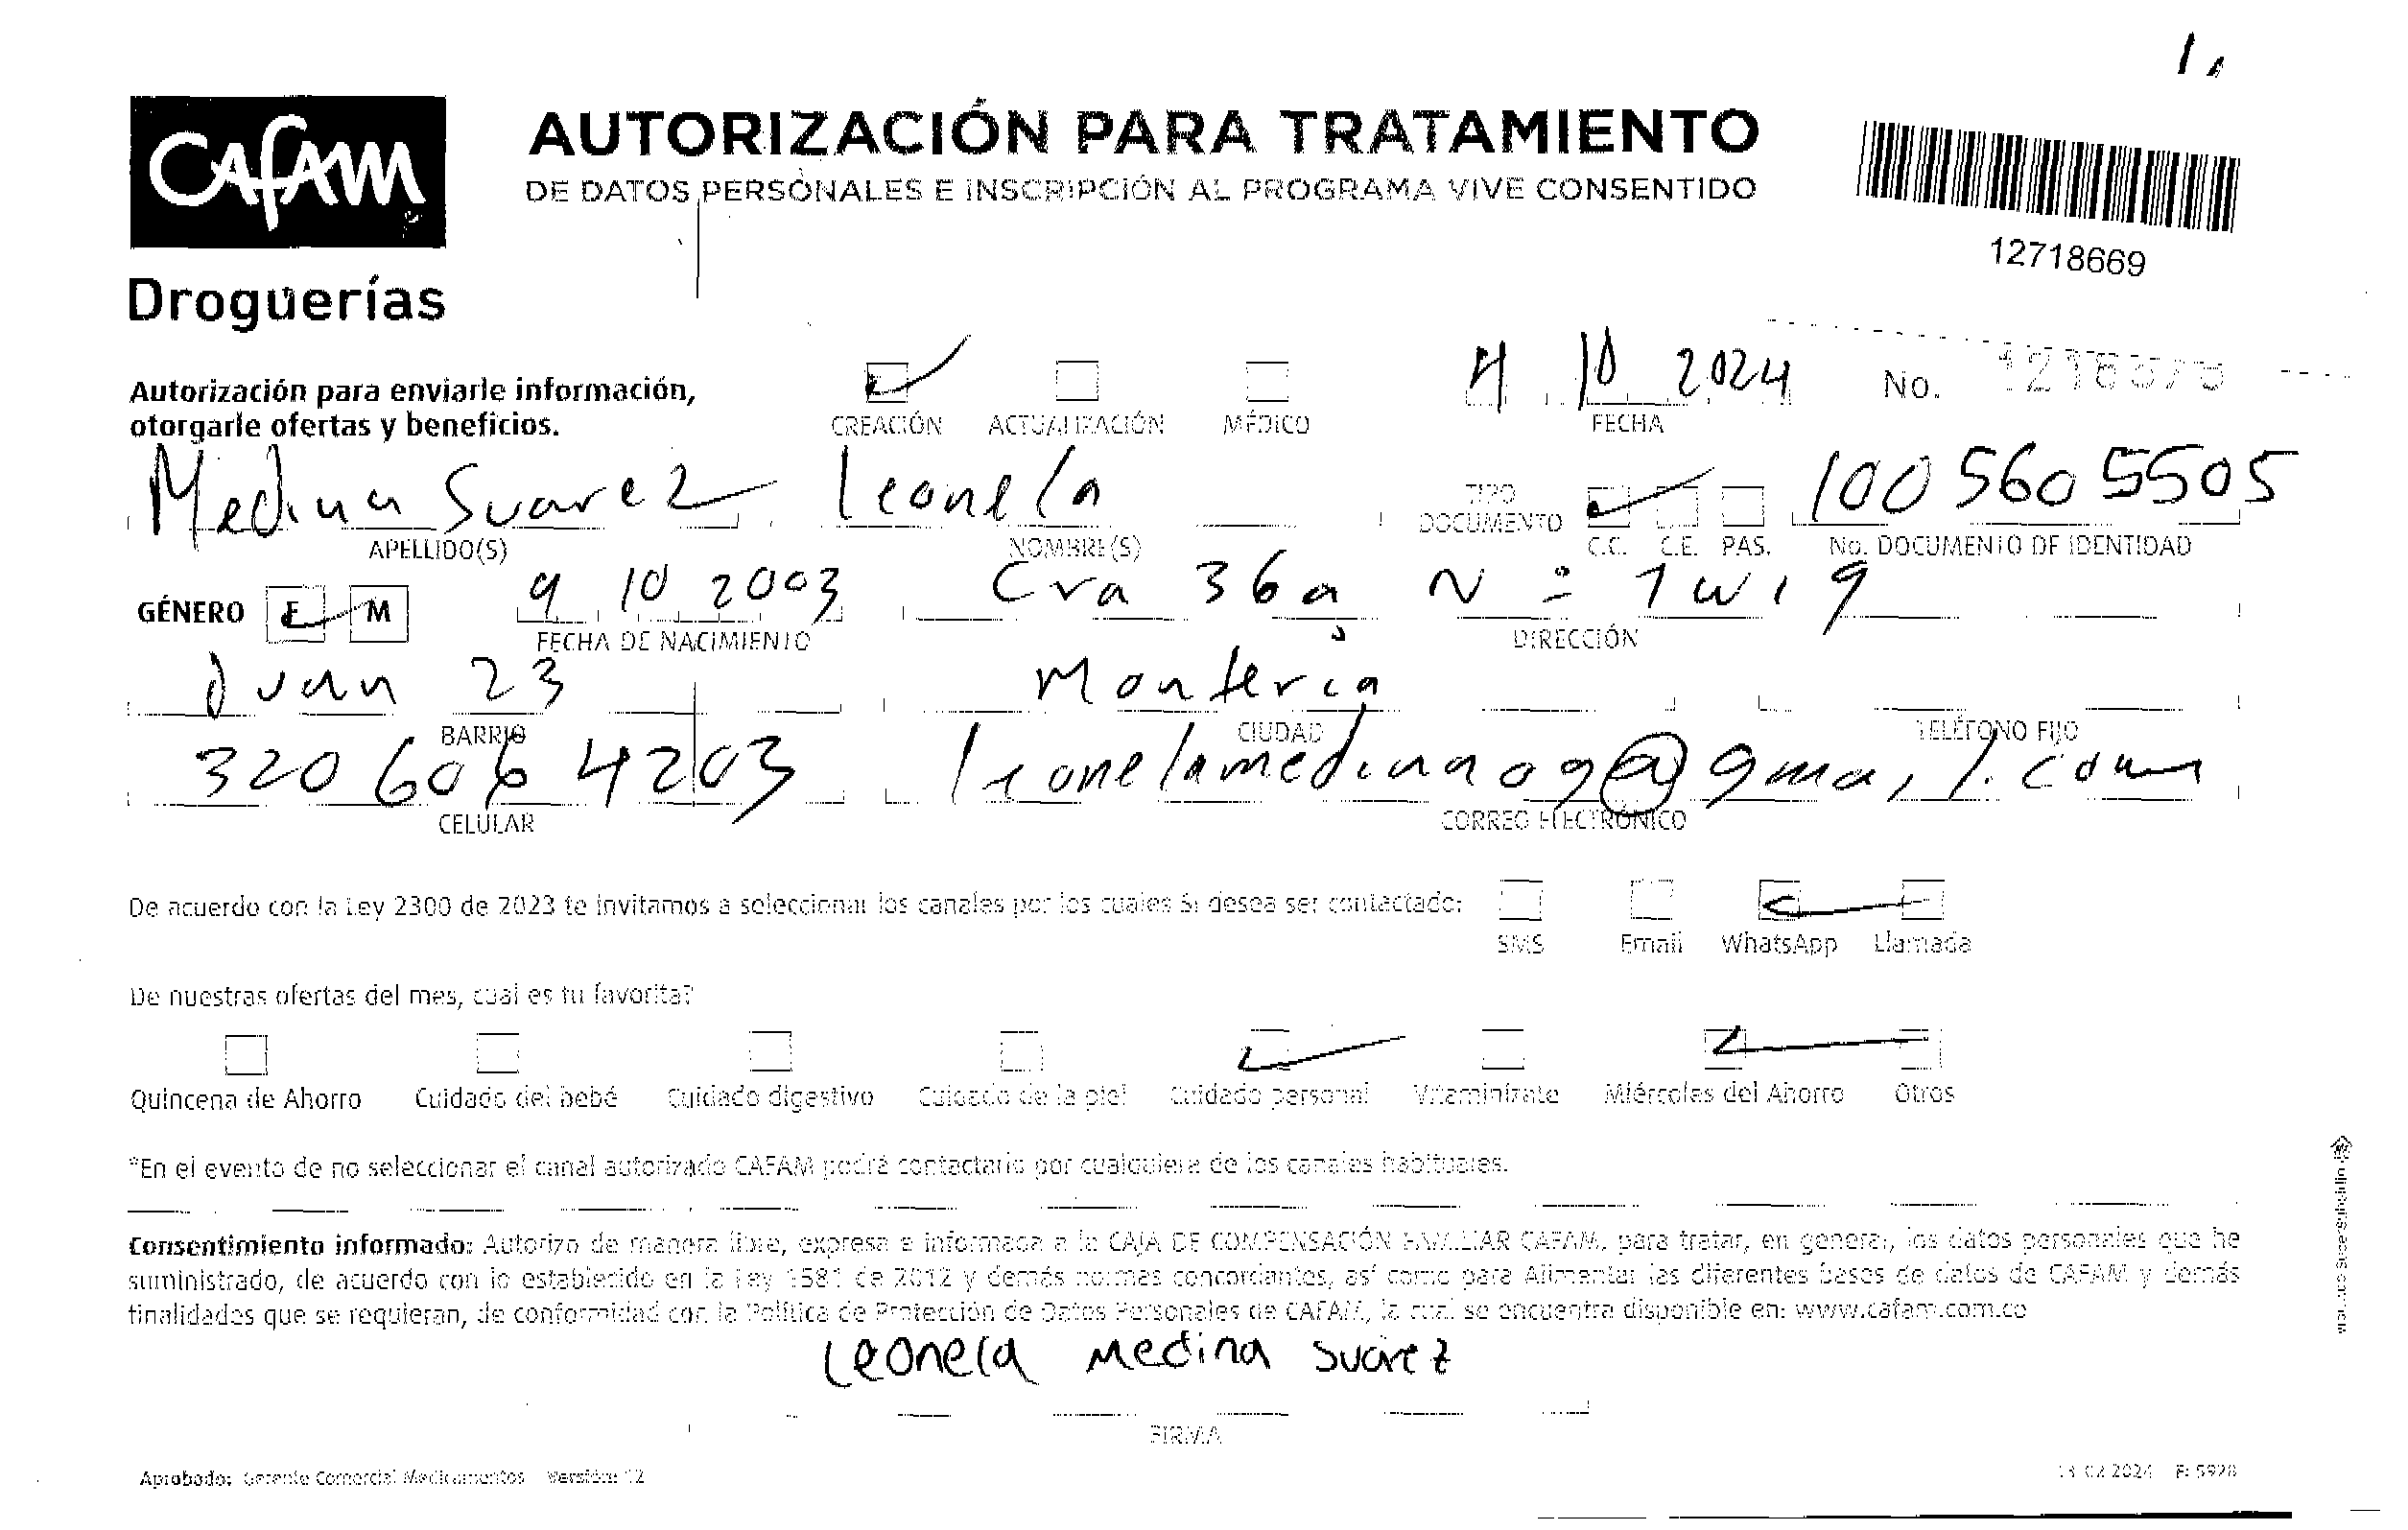 CAFAM
Droguerías
AUTORIZACIÓN PARA TRATAMIENTO
DE DATOS PERSONALES E INSCRIPCIÓN AL PROGRAMA VIVE CONSENTIDO
12718669
Autorización para enviarle información,
otorgarle ofertas y beneficios.
CREACIÓN ACTUALIZACIÓN MÉDICO
10 2024
FECHA
No.
Medina Suarez Leonela
1005605505
APELLIDO(S) NOMBRE(S)
TIPO
DOCUMENTO
C.C. C.E. PAS. No. DOCUMENTO DE IDENTIDAD
GÉNERO F M
9 10 2003 Cra 36a N = 1w19
FECHA DE NACIMIENTO DIRECCIÓN
Juan 23 Monteria
BARRIO CIUDAD TELÉFONO FIJO
320 606 4203 leonelamedina09@gmail.com
CELULAR CORREO ELECTRÓNICO
De acuerdo con la Ley 2300 de 2023 te invitamos a seleccionar los canales por los cuales Si desea ser contactado:
SMS Email WhatsApp Llamada
De nuestras ofertas del mes, cual es tu favorita?
Quincena de Ahorro Cuidado del bebé Cuidado digestivo Cuidado de la piel Cuidado personal Vitaminízate Miércoles del Ahorro Otros
*En el evento de no seleccionar el canal autorizado CAFAM podrá contactarlo por cualquiera de los canales habituales.
Consentimiento informado: Autorizo de manera libre, expresa e informada a la CAJA DE COMPENSACIÓN FAMILIAR CAFAM, para tratar, en general, los datos personales que he
suministrado, de acuerdo con lo establecido en la Ley 1581 de 2012 y demás normas concordantes, así como para Alimentar las diferentes bases de datos de CAFAM y demás
finalidades que se requieran, de conformidad con la Política de Protección de Datos Personales de CAFAM, la cual se encuentra disponible en: www.cafam.com.co
Leonela Medina Suarez
FIRMA
Aprobado: Gerente Comercial Medicamentos Versión: 12
2024 F: 5928